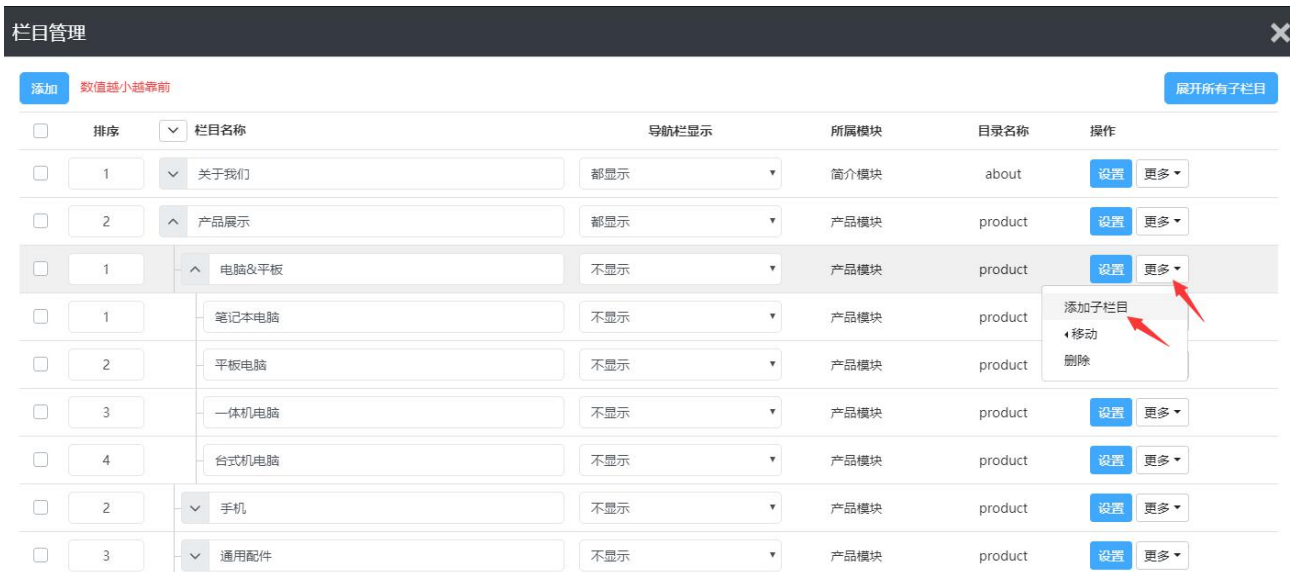 栏目管理
添加 数值越小越靠前 展开所有子栏目
排序 栏目名称 导航栏显示 所属模块 目录名称 操作
1 关于我们 都显示 简介模块 about 设置 更多
2 产品展示 都显示 产品模块 product 设置 更多
1 电脑&平板 不显示 产品模块 product 设置 更多
添加子栏目
1 笔记本电脑 不显示 产品模块 product
移动
删除
2 平板电脑 不显示 产品模块 product
3 一体机电脑 不显示 产品模块 product 设置 更多
4 台式机电脑 不显示 产品模块 product 设置 更多
2 手机 不显示 产品模块 product 设置 更多
3 通用配件 不显示 产品模块 product 设置 更多